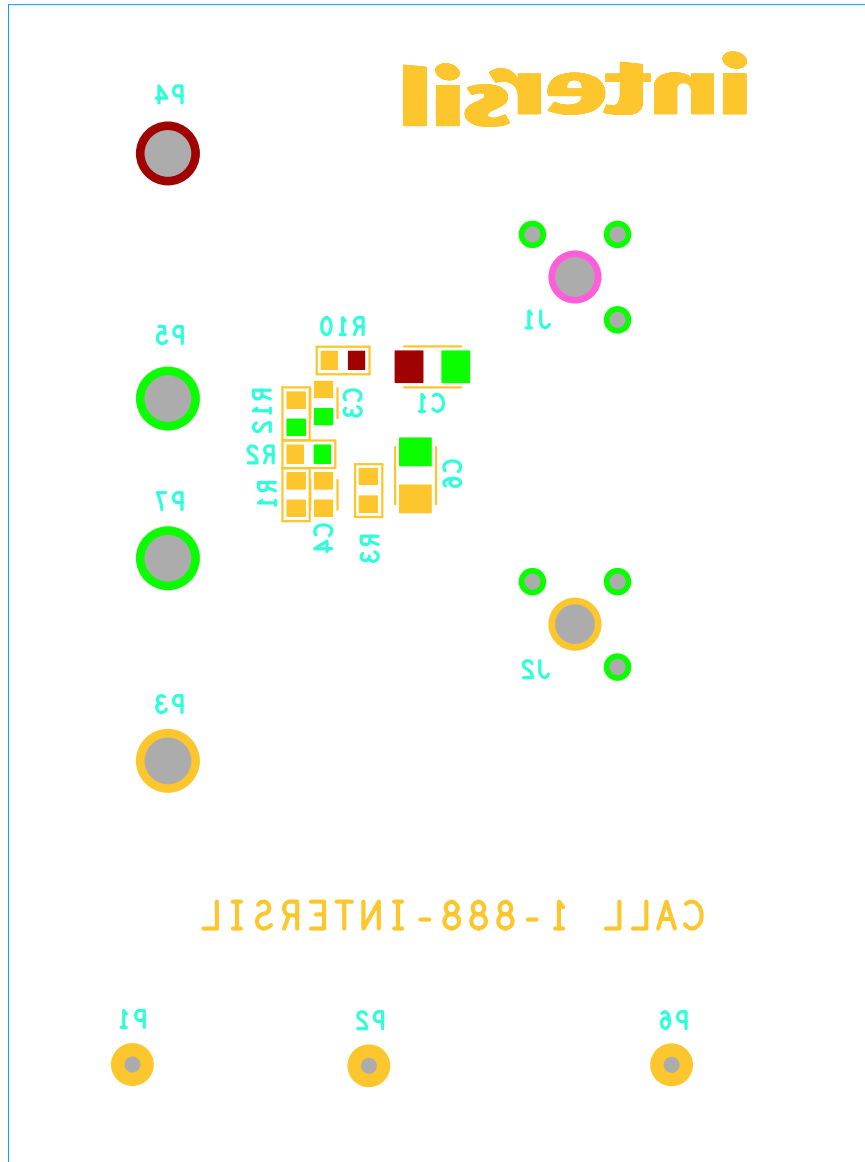 intersil
P4
J1
P5
R10
R12
C3
C1
R2
C6
P7
R1
C4
R3
J2
P3
CALL 1-888-INTERSIL
P1
P2
P6